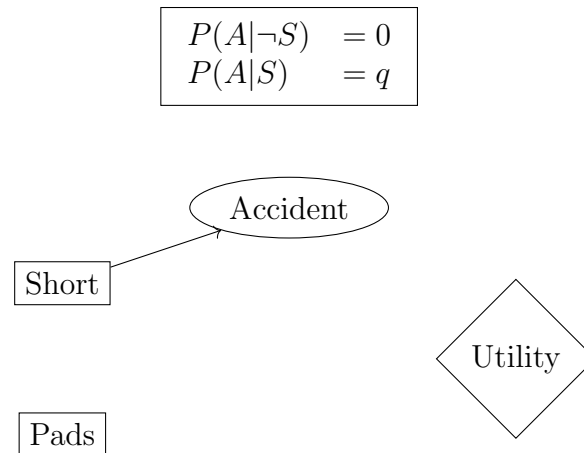 P(A|¬S) = 0
P(A|S) = q
Accident
Short
Utility
Pads